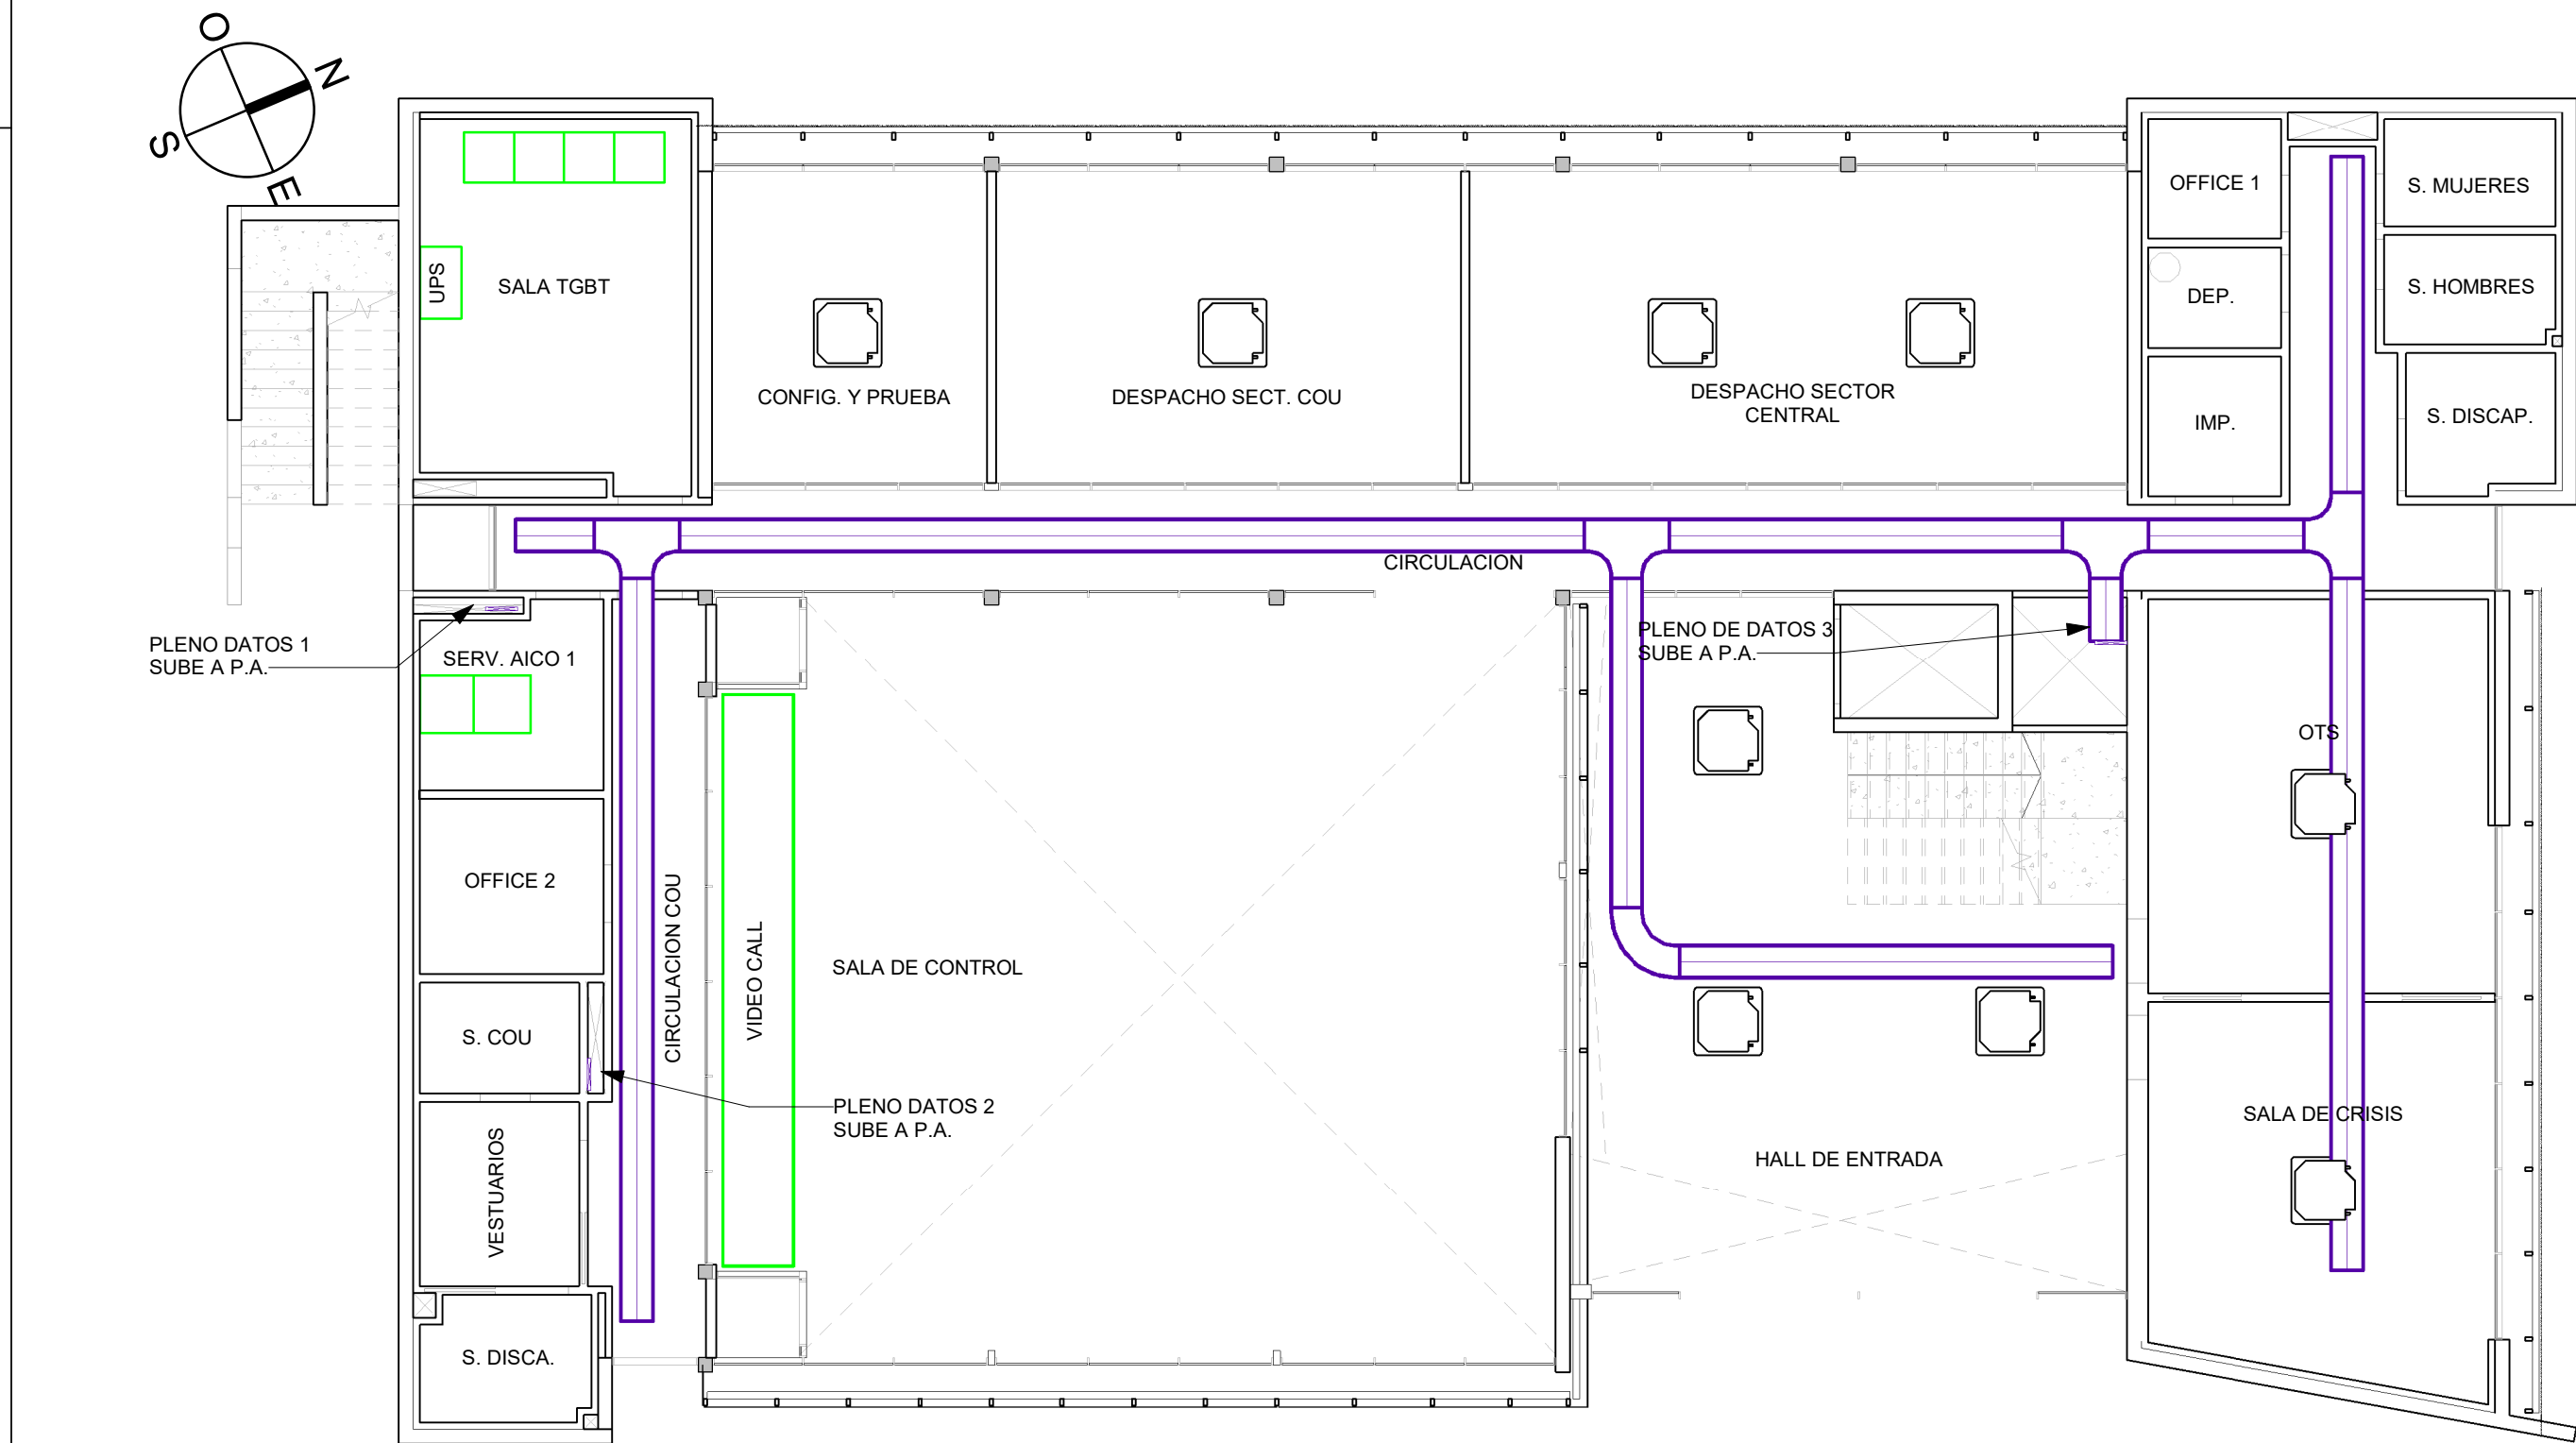 O
N
S
E
OFFICE 1
S. MUJERES
UPS
SALA TGBT
DEP.
S. HOMBRES
CONFIG. Y PRUEBA
DESPACHO SECT. COU
DESPACHO SECTOR
CENTRAL
IMP.
S. DISCAP.
CIRCULACION
PLENO DATOS 1
SUBE A P.A.
SERV. AICO 1
PLENO DE DATOS 3
SUBE A P.A.
OTS
OFFICE 2
CIRCULACION COU
VIDEO CALL
SALA DE CONTROL
S. COU
PLENO DATOS 2
SUBE A P.A.
SALA DE CRISIS
VESTUARIOS
HALL DE ENTRADA
S. DISCA.